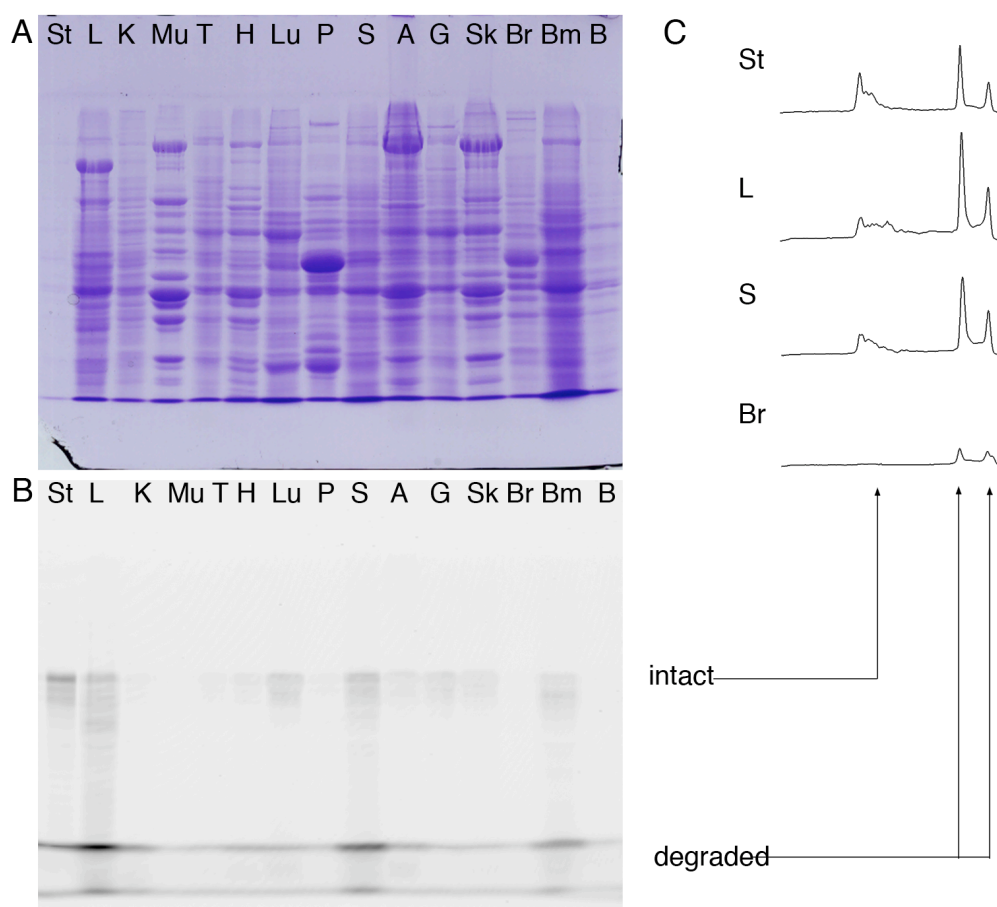 A St L K Mu T H Lu P S A G Sk Br Bm B
B St L K Mu T H Lu P S A G Sk Br Bm B
C
St
L
S
Br
intact
degraded